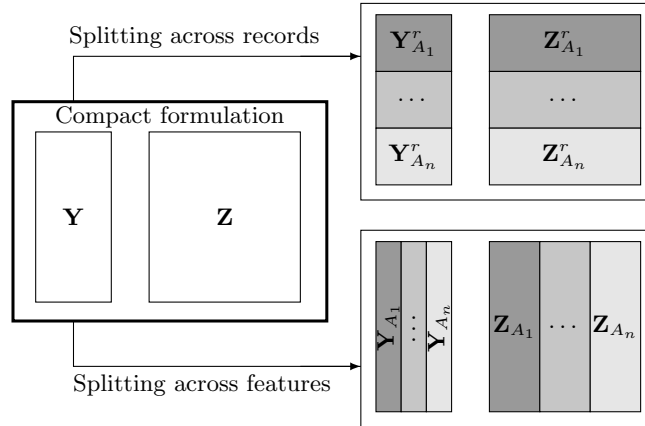 Splitting across records
Compact formulation
Y Z
Splitting across features
Y^r_{A_1} Z^r_{A_1}
... ...
Y^r_{A_n} Z^r_{A_n}
Y_{A_1} ... Y_{A_n} Z_{A_1} ... Z_{A_n}